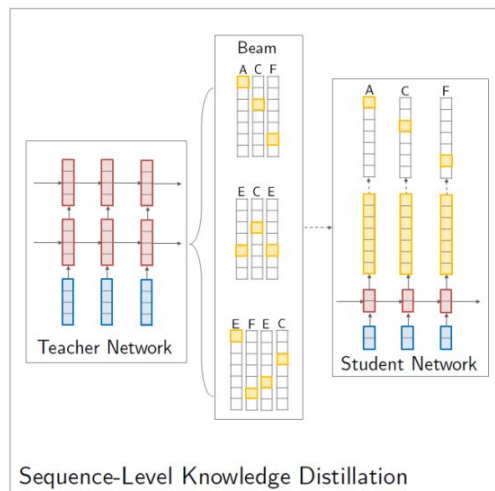 Beam
A C F
E C E
E F E C
Teacher Network
A C F
Student Network
Sequence-Level Knowledge Distillation